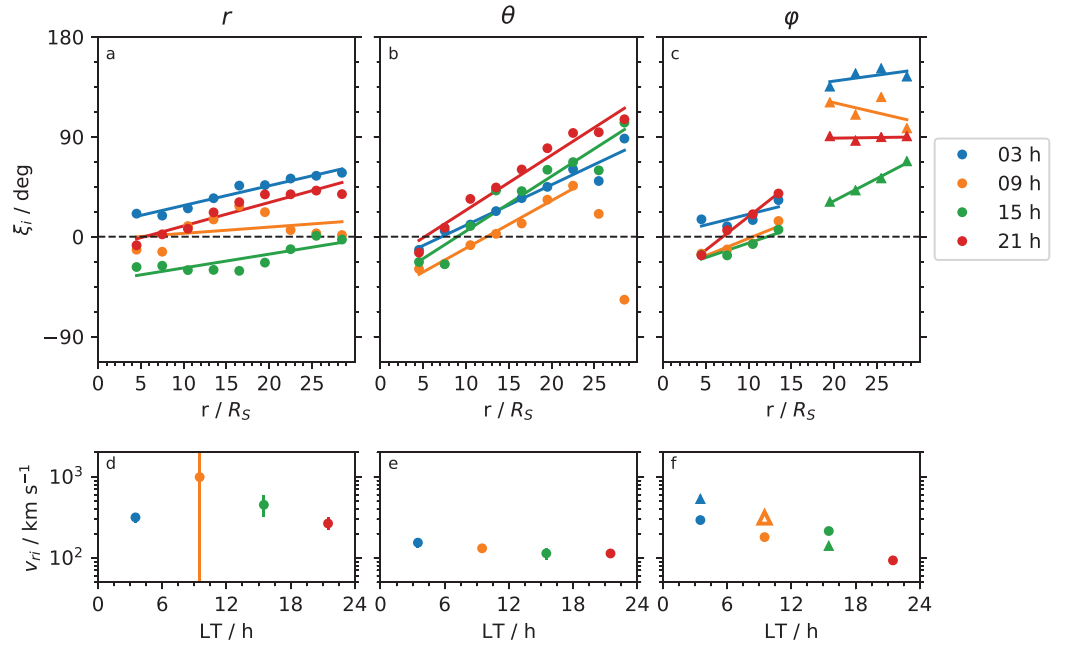 r θ φ
a b c
180
90
0
−90
ξi / deg
0 5 10 15 20 25
0 5 10 15 20 25
0 5 10 15 20 25
r / RS r / RS r / RS
03 h
09 h
15 h
21 h
d e f
10³
10²
vri / km s⁻¹
0 6 12 18 24
0 6 12 18 24
0 6 12 18 24
LT / h LT / h LT / h